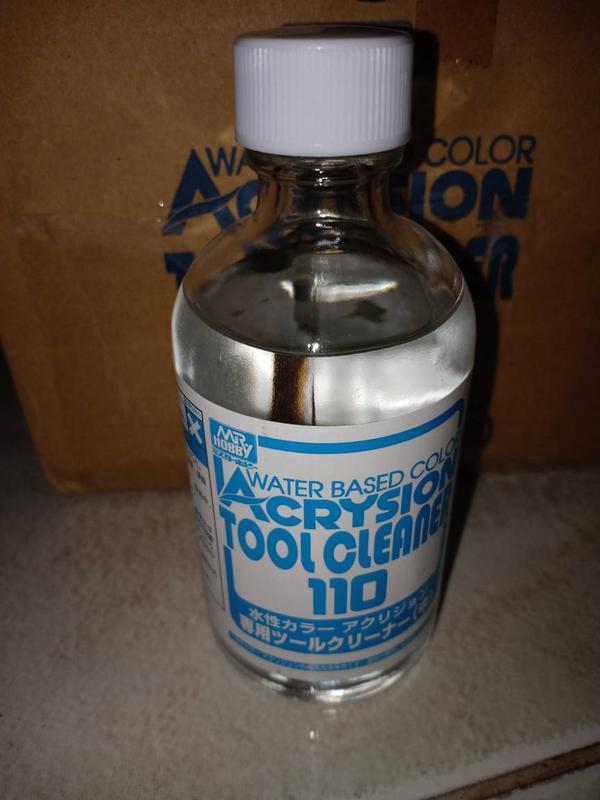 COLOR
ACRYSION
MR.
HOBBY
WATER BASED COLOR
ACRYSION
TOOL CLEANER
110
水性カラー アクリジョン
専用ツールクリーナー(中)